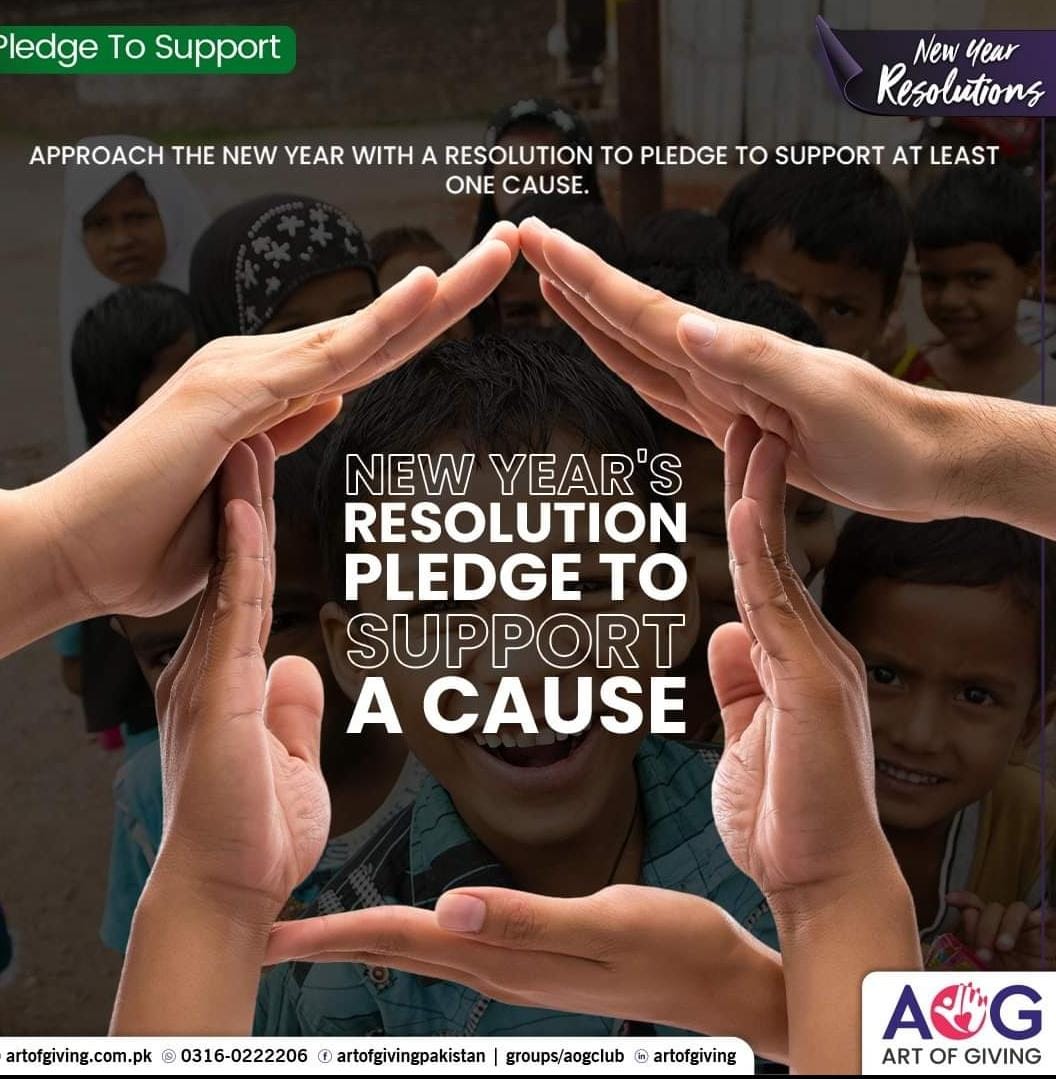 Pledge To Support
New Year
Resolutions
APPROACH THE NEW YEAR WITH A RESOLUTION TO PLEDGE TO SUPPORT AT LEAST
ONE CAUSE.
NEW YEAR'S
RESOLUTION
PLEDGE TO
SUPPORT
A CAUSE
AOG
ART OF GIVING
artofgiving.com.pk 0316-0222206 artofgivingpakistan | groups/aogclub artofgiving